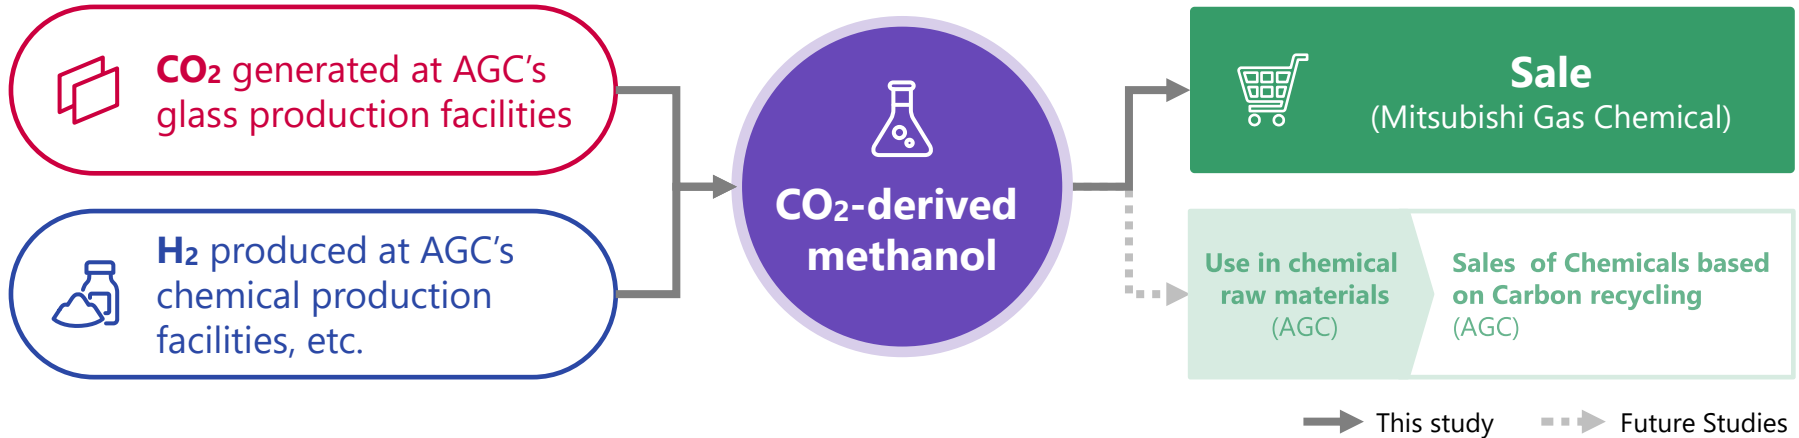 CO₂ generated at AGC’s
glass production facilities
H₂ produced at AGC’s
chemical production
facilities, etc.
CO₂-derived
methanol
Sale
(Mitsubishi Gas Chemical)
Use in chemical
raw materials
(AGC)
Sales of Chemicals based
on Carbon recycling
(AGC)
This study
Future Studies